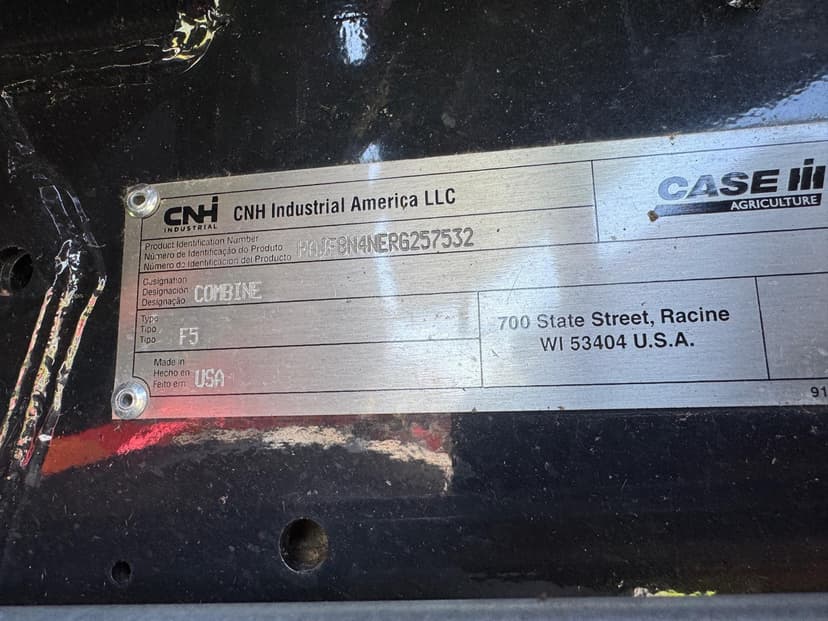 CNH
INDUSTRIAL
CNH Industrial America LLC
CASE IH
AGRICULTURE
Product Identification Number
Número de Identificação do Produto
Número de Identificación del Producto
Designation
Designación
Designação
COMBINE
Type
Tipo
Tipo
F5
700 State Street, Racine
WI 53404 U.S.A.
Made in
Hecho en
Feito em
USA
91